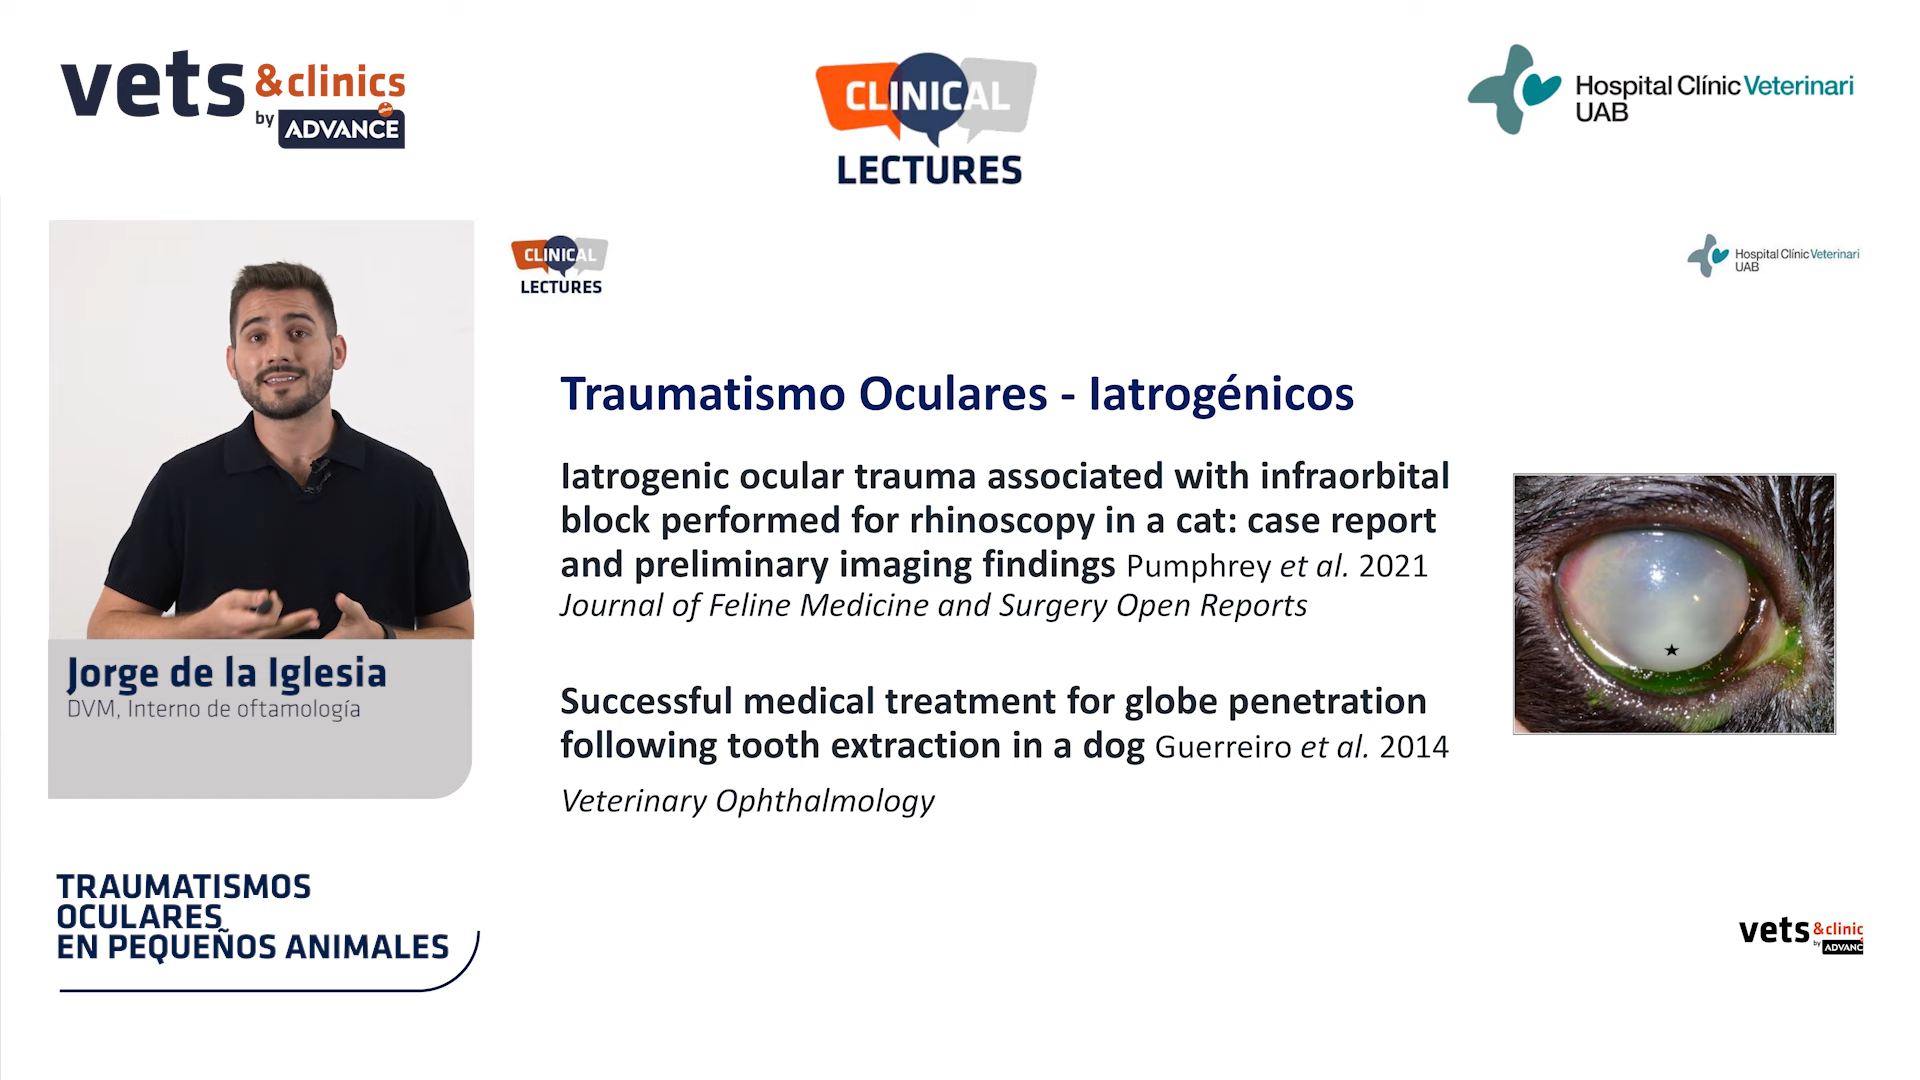 vets &clinics
by ADVANCE
CLINICAL
LECTURES
Hospital Clínic Veterinari
UAB
CLINICAL
LECTURES
Hospital Clínic Veterinari
UAB
Traumatismo Oculares - Iatrogénicos
Iatrogenic ocular trauma associated with infraorbital
block performed for rhinoscopy in a cat: case report
and preliminary imaging findings Pumphrey et al. 2021
Journal of Feline Medicine and Surgery Open Reports
Successful medical treatment for globe penetration
following tooth extraction in a dog Guerreiro et al. 2014
Veterinary Ophthalmology
Jorge de la Iglesia
DVM, Interno de oftamología
TRAUMATISMOS
OCULARES
EN PEQUEÑOS ANIMALES
vets &clinic
by ADVANC